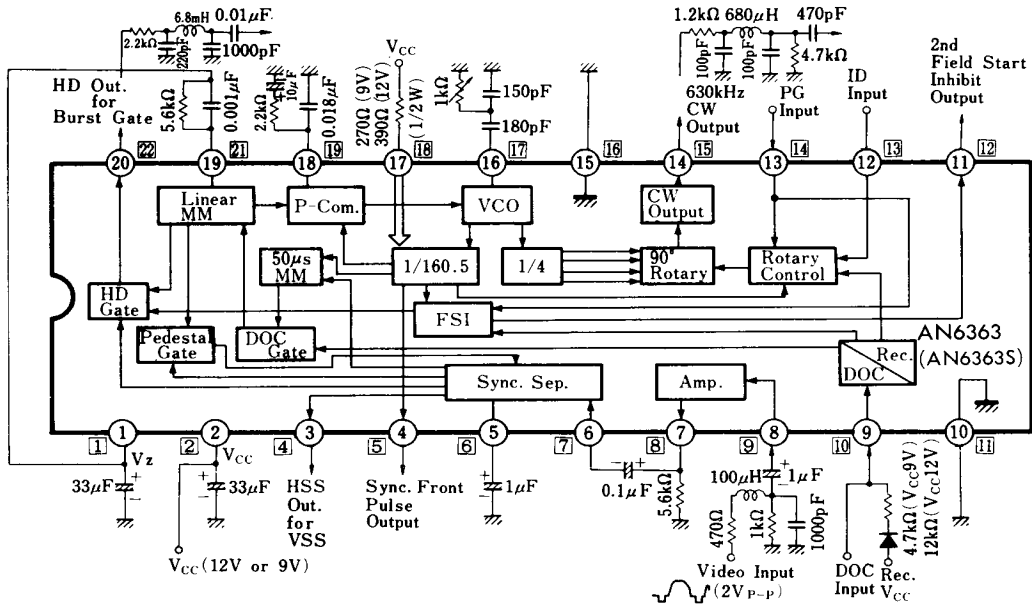 6.8mH
0.01μF
2.2kΩ
220pF
1000pF
HD Out.
for
Burst Gate
5.6kΩ
0.001μF
2.2kΩ
10μF
0.018μF
VCC
270Ω (9V)
390Ω (12V)
(1/2W)
1kΩ
150pF
180pF
1.2kΩ
680μH
470pF
100pF
100pF
4.7kΩ
630kHz
CW
Output
PG
Input
ID
Input
2nd
Field Start
Inhibit
Output
20
22
19
21
18
19
17
18
16
17
15
16
14
15
13
14
12
13
11
12
Linear
MM
P-Com.
VCO
CW
Output
50μs
MM
1/160.5
1/4
90°
Rotary
Rotary
Control
HD
Gate
FSI
Pedestal
Gate
DOC
Gate
Rec.
DOC
AN6363
(AN6363S)
Sync. Sep.
Amp.
1
1
2
2
4
3
5
4
6
5
7
6
8
7
9
8
10
9
10
11
Vz
VCC
33μF
33μF
VCC (12V or 9V)
HSS
Out.
for
VSS
Sync. Front
Pulse
Output
1μF
0.1μF
5.6kΩ
100μH
1μF
470Ω
1kΩ
1000pF
Video Input
(2VP-P)
4.7kΩ (VCC9V)
12kΩ (VCC12V)
DOC
Input
Rec.
VCC